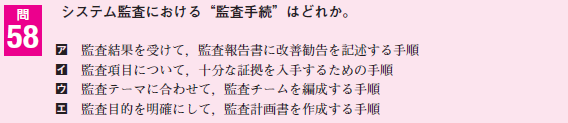 問
58
システム監査における“監査手続”はどれか。
ア 監査結果を受けて，監査報告書に改善勧告を記述する手順
イ 監査項目について，十分な証拠を入手するための手順
ウ 監査テーマに合わせて，監査チームを編成する手順
エ 監査目的を明確にして，監査計画書を作成する手順